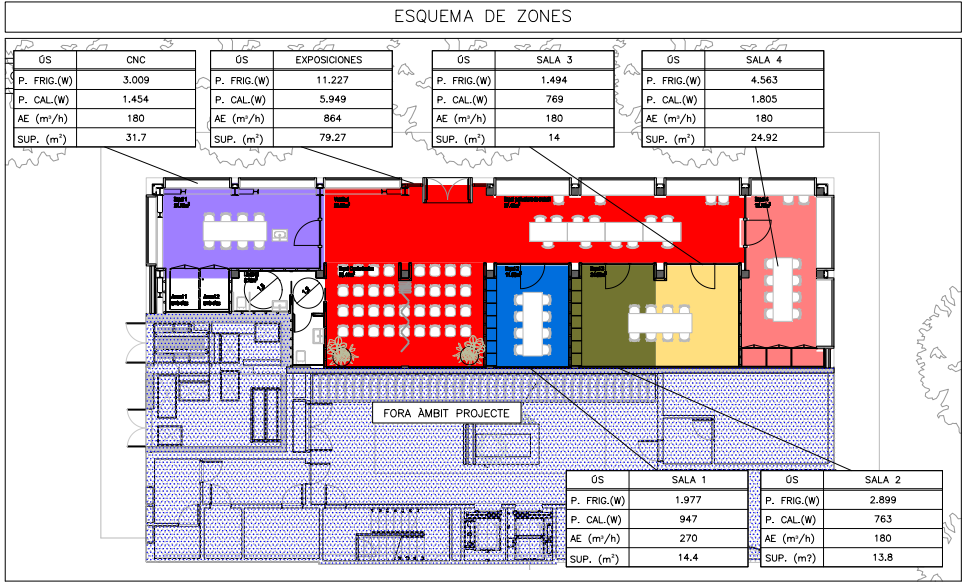 ESQUEMA DE ZONES
ÚS CNC
P. FRIG.(W) 3.009
P. CAL.(W) 1.454
AE (m³/h) 180
SUP. (m²) 31.7
ÚS EXPOSICIONES
P. FRIG.(W) 11.227
P. CAL.(W) 5.949
AE (m³/h) 864
SUP. (m²) 79.27
ÚS SALA 3
P. FRIG.(W) 1.494
P. CAL.(W) 769
AE (m³/h) 180
SUP. (m²) 14
ÚS SALA 4
P. FRIG.(W) 4.563
P. CAL.(W) 1.805
AE (m³/h) 180
SUP. (m²) 24.92
FORA ÀMBIT PROJECTE
ÚS SALA 1
P. FRIG.(W) 1.977
P. CAL.(W) 947
AE (m³/h) 270
SUP. (m²) 14.4
ÚS SALA 2
P. FRIG.(W) 2.899
P. CAL.(W) 763
AE (m³/h) 180
SUP. (m?) 13.8